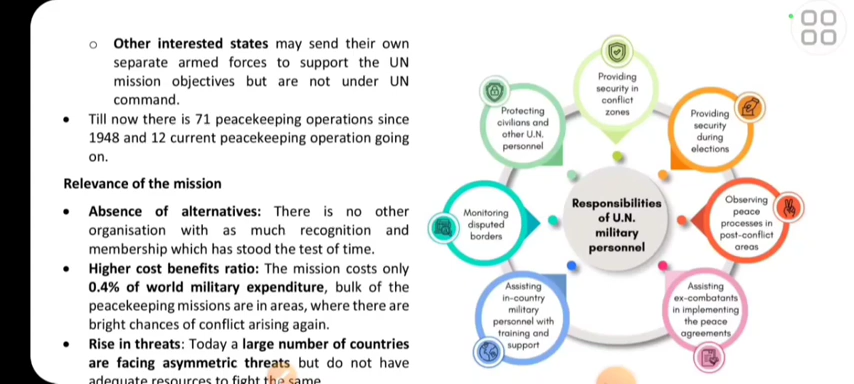 o Other interested states may send their own
separate armed forces to support the UN
mission objectives but are not under UN
command.
• Till now there is 71 peacekeeping operations since
1948 and 12 current peacekeeping operation going
on.
Relevance of the mission
• Absence of alternatives: There is no other
organisation with as much recognition and
membership which has stood the test of time.
• Higher cost benefits ratio: The mission costs only
0.4% of world military expenditure, bulk of the
peacekeeping missions are in areas, where there are
bright chances of conflict arising again.
• Rise in threats: Today a large number of countries
are facing asymmetric threats but do not have
adequate resources to fight the same
Responsibilities
of U.N.
military
personnel
Providing
security in
conflict
zones
Providing
security
during
elections
Observing
peace
processes in
post-conflict
areas
Assisting
ex-combatants
in implementing
the peace
agreements
Assisting
in-country
military
personnel with
training and
support
Monitoring
disputed
borders
Protecting
civilians and
other U.N.
personnel